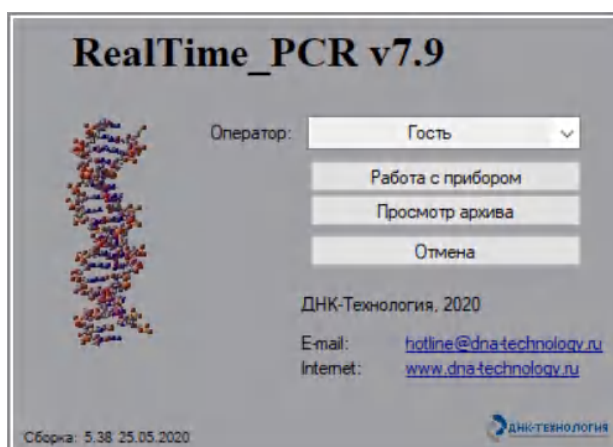 RealTime_PCR v7.9
Оператор: Гость
Работа с прибором
Просмотр архива
Отмена
ДНК-Технология, 2020
E-mail: hotline@dna-technology.ru
Internet: www.dna-technology.ru
Сборка: 5.38 25.05.2020
ДНК-ТЕХНОЛОГИЯ